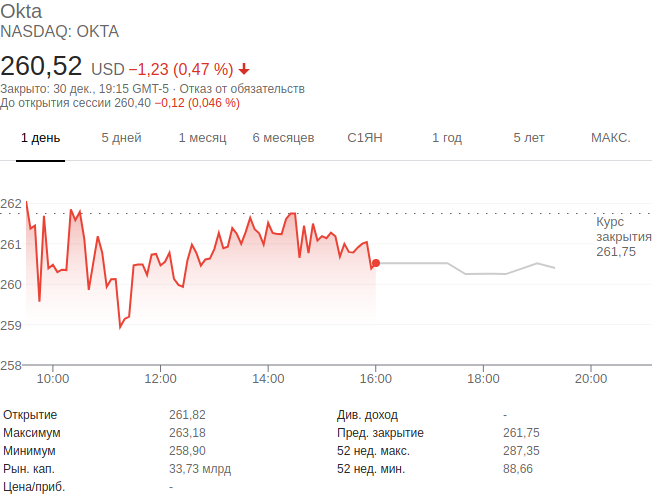 Okta
NASDAQ: OKTA
260,52 USD −1,23 (0,47 %)
Закрыто: 30 дек., 19:15 GMT-5 · Отказ от обязательств
До открытия сессии 260,40 −0,12 (0,046 %)
1 день 5 дней 1 месяц 6 месяцев С1ЯН 1 год 5 лет МАКС.
262
261
260
259
258
Курс
закрытия
261,75
10:00 12:00 14:00 16:00 18:00 20:00
Открытие 261,82 Див. доход -
Максимум 263,18 Пред. закрытие 261,75
Минимум 258,90 52 нед. макс. 287,35
Рын. кап. 33,73 млрд 52 нед. мин. 88,66
Цена/приб. -